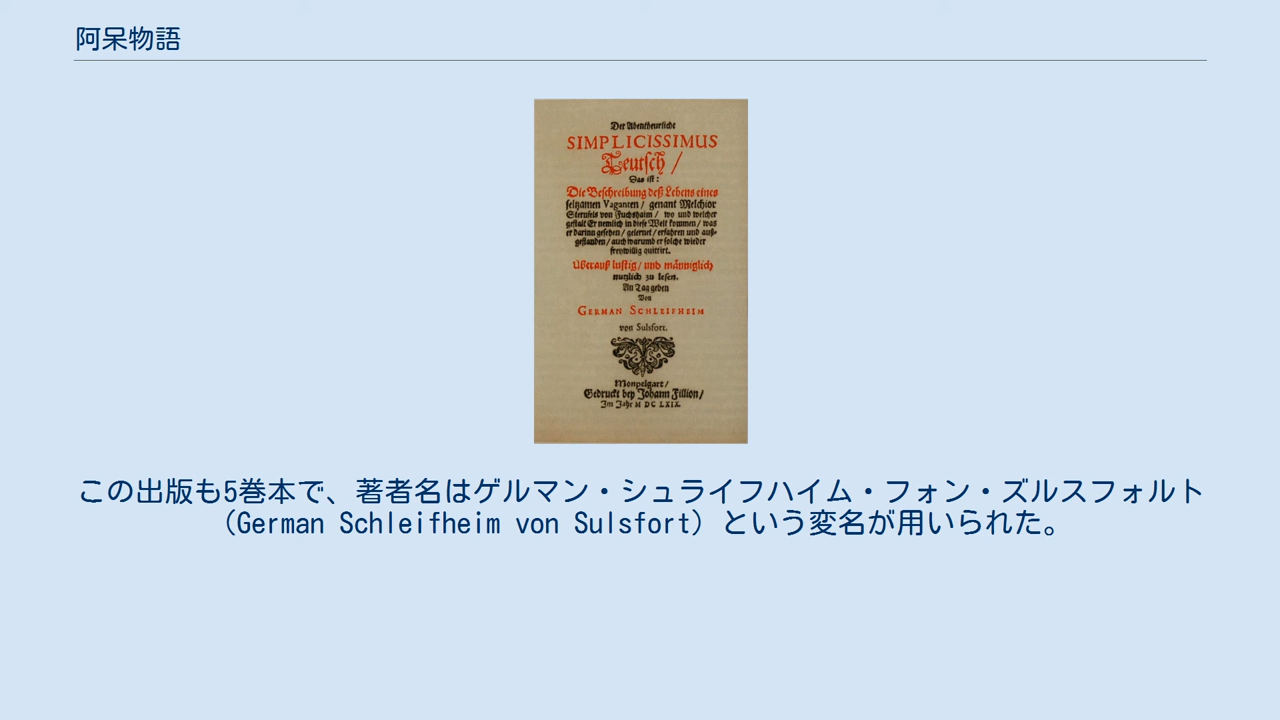 阿呆物語
Der Abentheurliche
SIMPLICISSIMUS
Teutsch /
Das ist:
Die Beschreibung deß Lebens eines
seltzamen Vaganten / genant Melchior
Sternfels von Fuchshaim / wo und welcher
gestalt Er nemlich in diese Welt kommen / was
er darinn gesehen / gelernet / erfahren und auß-
gestanden / auch warumb er solche wieder
freywillig quittirt.
Überauß lustig / und männiglich
nutzlich zu lesen.
An Tag geben
Von
GERMAN SCHLEIFHEIM
von Sulsfort.
Monpelgart /
Gedruckt bey Johann Fillion /
Im Jahr M DC LXIX.
この出版も5巻本で、著者名はゲルマン・シュライフハイム・フォン・ズルスフォルト
（German Schleifheim von Sulsfort）という変名が用いられた。